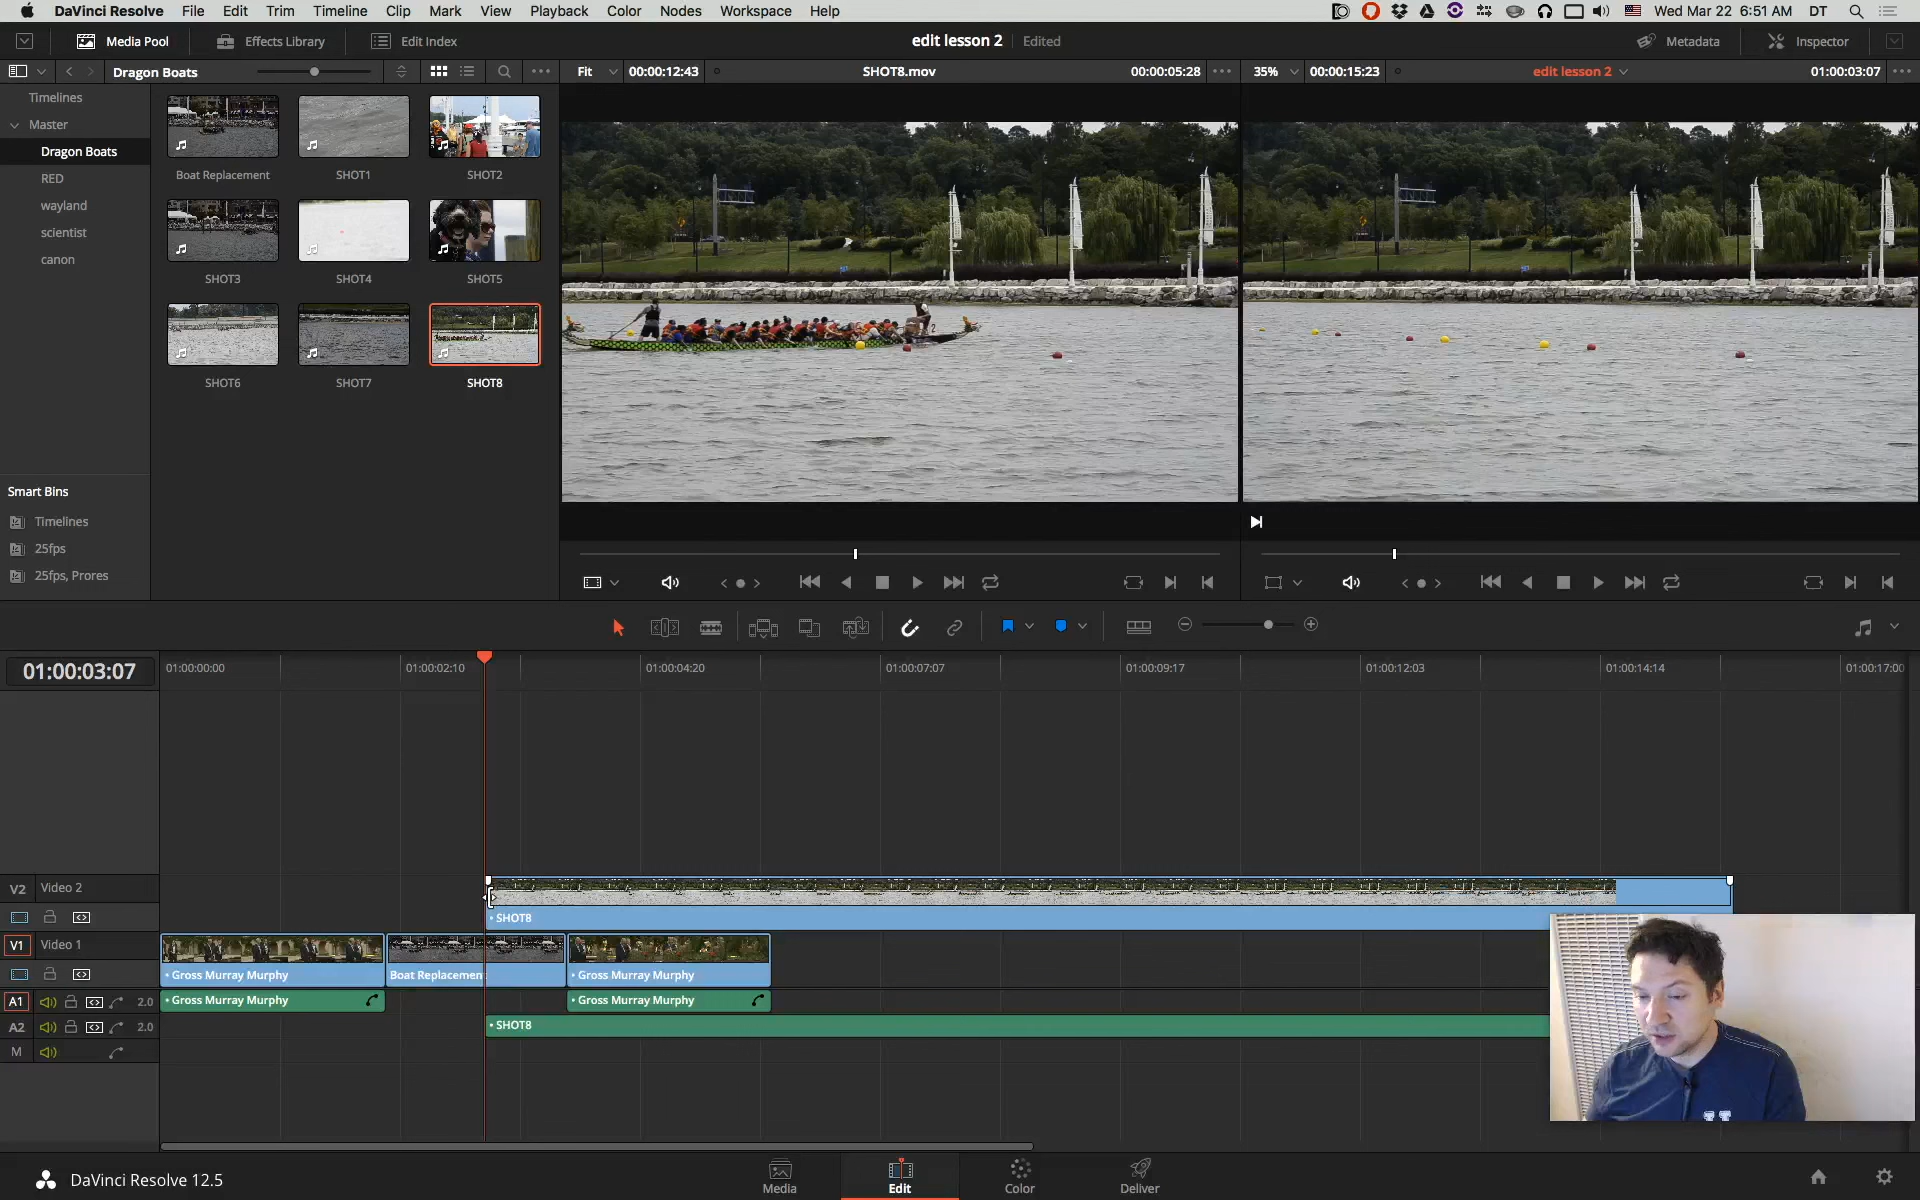 DaVinci Resolve File Edit Trim Timeline Clip Mark View Playback Color Nodes Workspace Help Wed Mar 22 6:51 AM DT
Media Pool Effects Library Edit Index edit lesson 2 Edited Metadata Inspector
Dragon Boats Fit 00:00:12:43 SHOT8.mov 00:00:05:28 35% 00:00:15:23 edit lesson 2 01:00:03:07
Timelines
Master
Dragon Boats
RED
wayland
scientist
canon
Boat Replacement SHOT1 SHOT2
SHOT3 SHOT4 SHOT5
SHOT6 SHOT7 SHOT8
Smart Bins
Timelines
25fps
25fps, Prores
01:00:03:07 01:00:00:00 01:00:02:10 01:00:04:20 01:00:07:07 01:00:09:17 01:00:12:03 01:00:14:14 01:00:17:00
V2 Video 2
SHOT8
V1 Video 1
Gross Murray Murphy Boat Replacement Gross Murray Murphy
A1 2.0 Gross Murray Murphy Gross Murray Murphy
A2 2.0 SHOT8
M
DaVinci Resolve 12.5 Media Edit Color Deliver